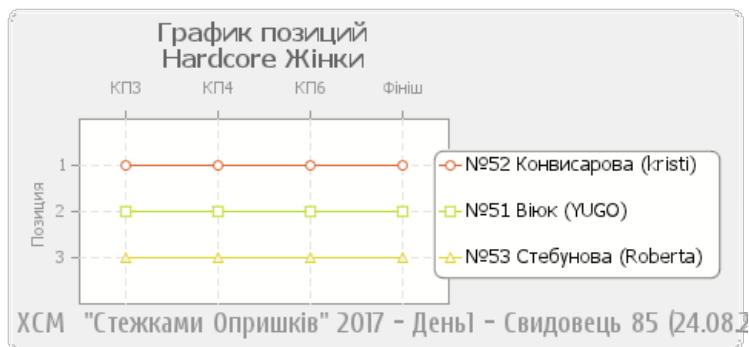 График позиций
Hardcore Жінки
КП3 КП4 КП6 Фініш
Позиция
1
2
3
№52 Конвисарова (kristi)
№51 Віюк (YUGO)
№53 Стебунова (Roberta)
ХСМ "Стежками Опришків" 2017 - День1 - Свидовець 85 (24.08.2